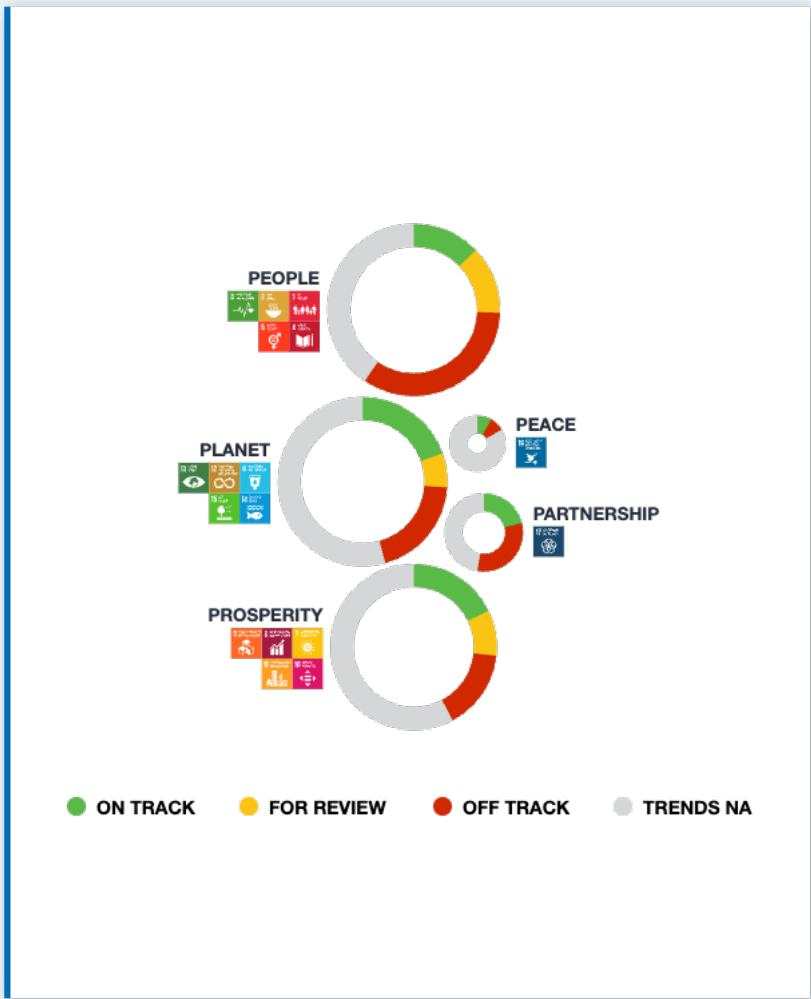 PEOPLE
PEACE
PLANET
PARTNERSHIP
PROSPERITY
ON TRACK
FOR REVIEW
OFF TRACK
TRENDS NA